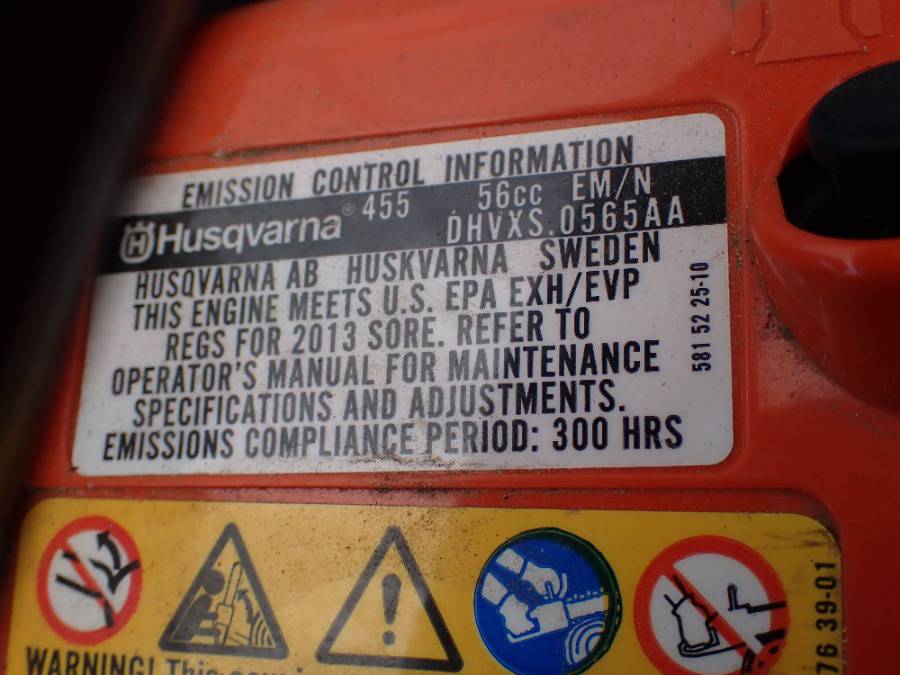 EMISSION CONTROL INFORMATION
Husqvarna® 455 56cc EM/N
DHVXS.0565AA
HUSQVARNA AB HUSKVARNA SWEDEN
THIS ENGINE MEETS U.S. EPA EXH/EVP
REGS FOR 2013 SORE. REFER TO
OPERATOR'S MANUAL FOR MAINTENANCE
SPECIFICATIONS AND ADJUSTMENTS.
EMISSIONS COMPLIANCE PERIOD: 300 HRS
581 52 25-10
76 39-01
WARNING! This